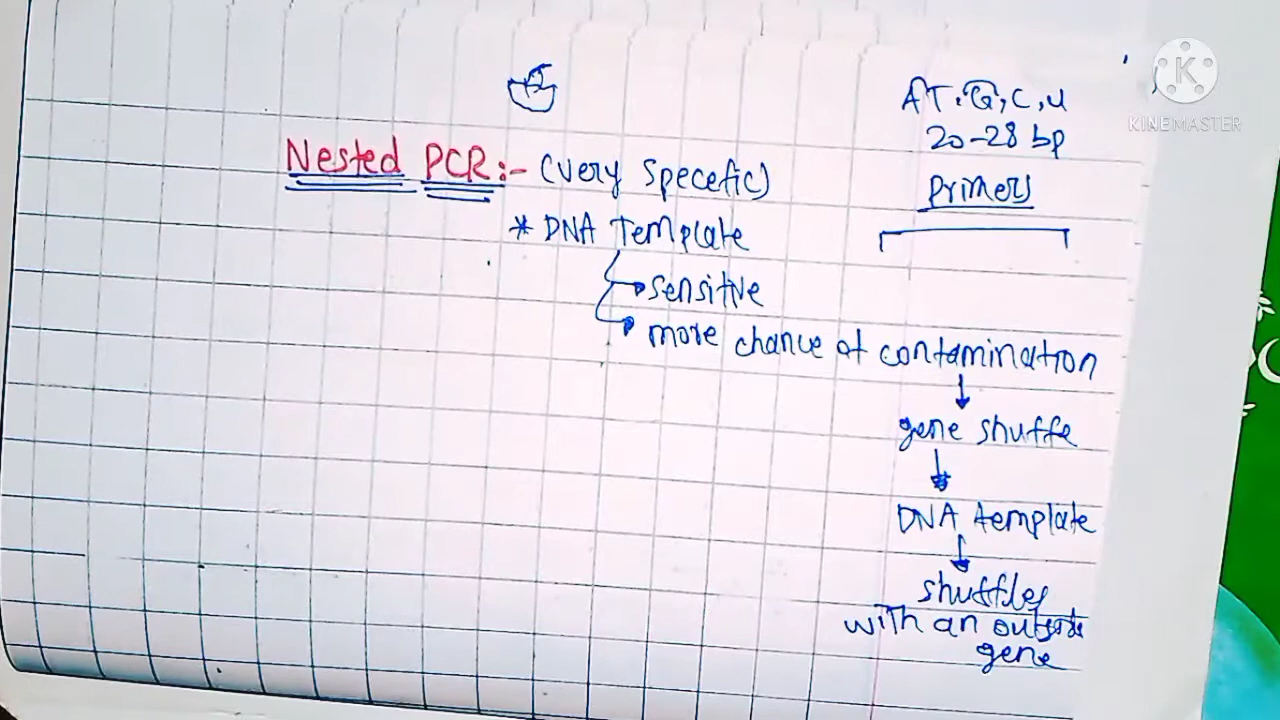 AT, G, C, U
20-28 bp
Primers
Nested PCR:- (Very Specefic)
* DNA Template
sensitive
more chance of contamination
gene shuffe
DNA template
shuffles
with an outside
gene
K
KINEMASTER